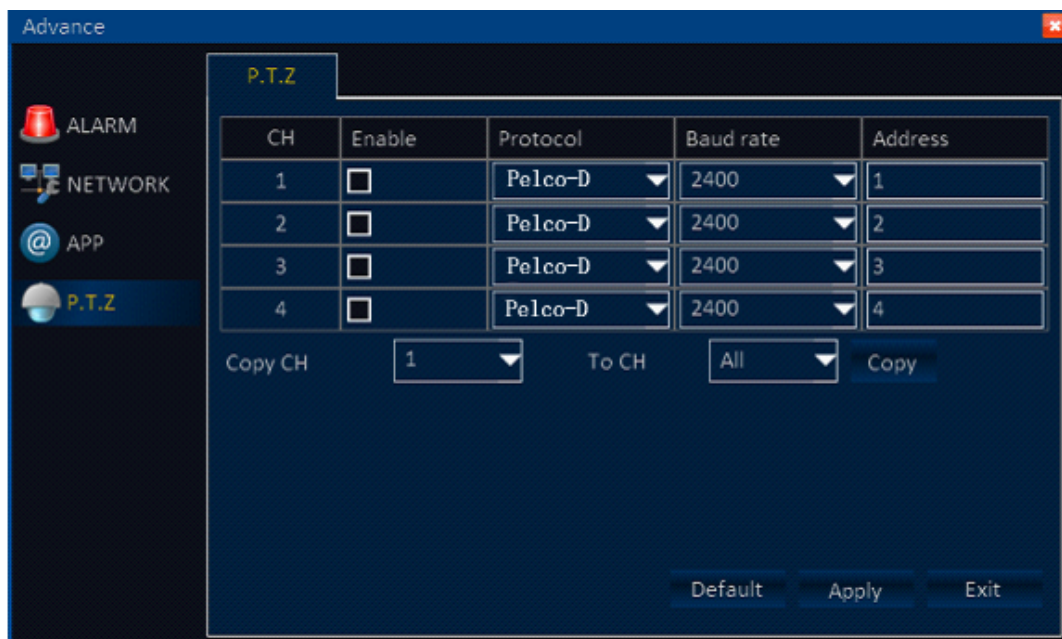 Advance
P.T.Z
ALARM
NETWORK
APP
P.T.Z
CH Enable Protocol Baud rate Address
1 Pelco-D 2400 1
2 Pelco-D 2400 2
3 Pelco-D 2400 3
4 Pelco-D 2400 4
Copy CH 1 To CH All Copy
Default Apply Exit